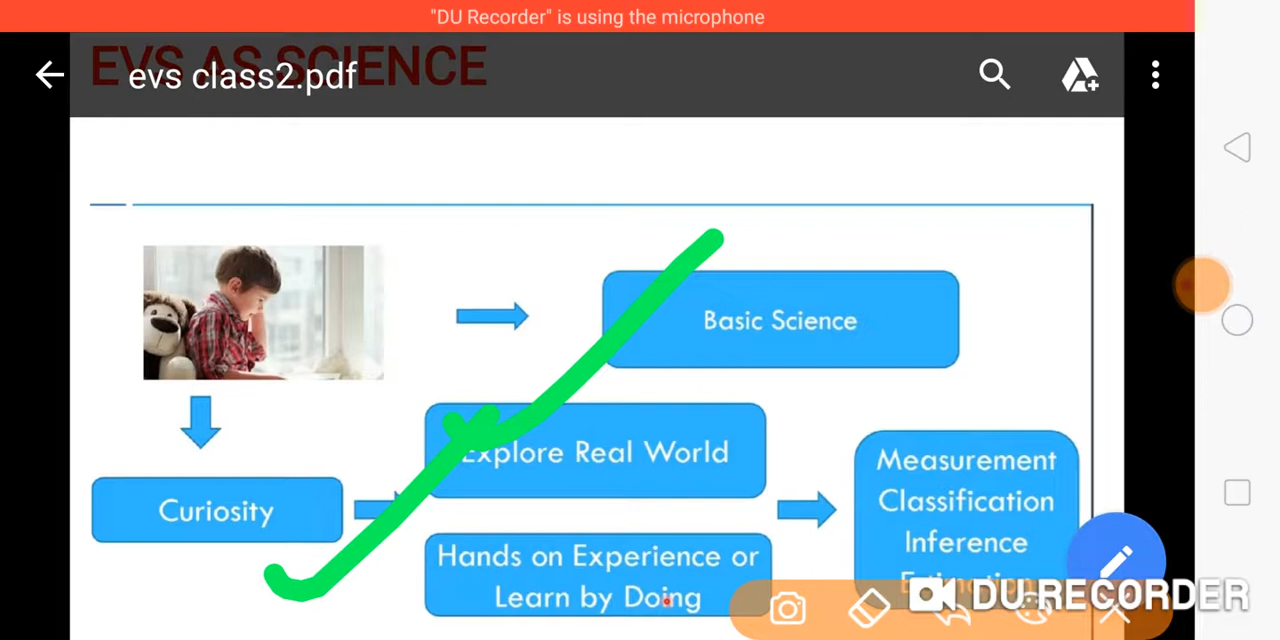 "DU Recorder" is using the microphone
EVS AS SCIENCE
evs class2.pdf
Basic Science
Explore Real World
Curiosity
Hands on Experience or
Learn by Doing
Measurement
Classification
Inference
Estimation
DU RECORDER